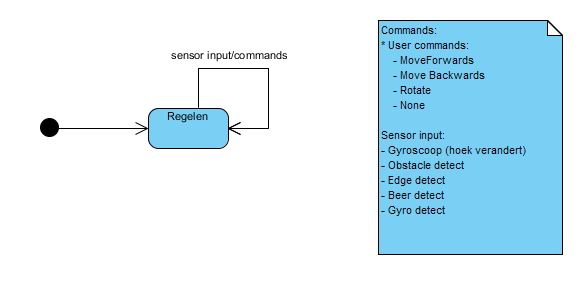 sensor input/commands
Regelen
Commands:
* User commands:
- MoveForwards
- Move Backwards
- Rotate
- None
Sensor input:
- Gyroscoop (hoek verandert)
- Obstacle detect
- Edge detect
- Beer detect
- Gyro detect